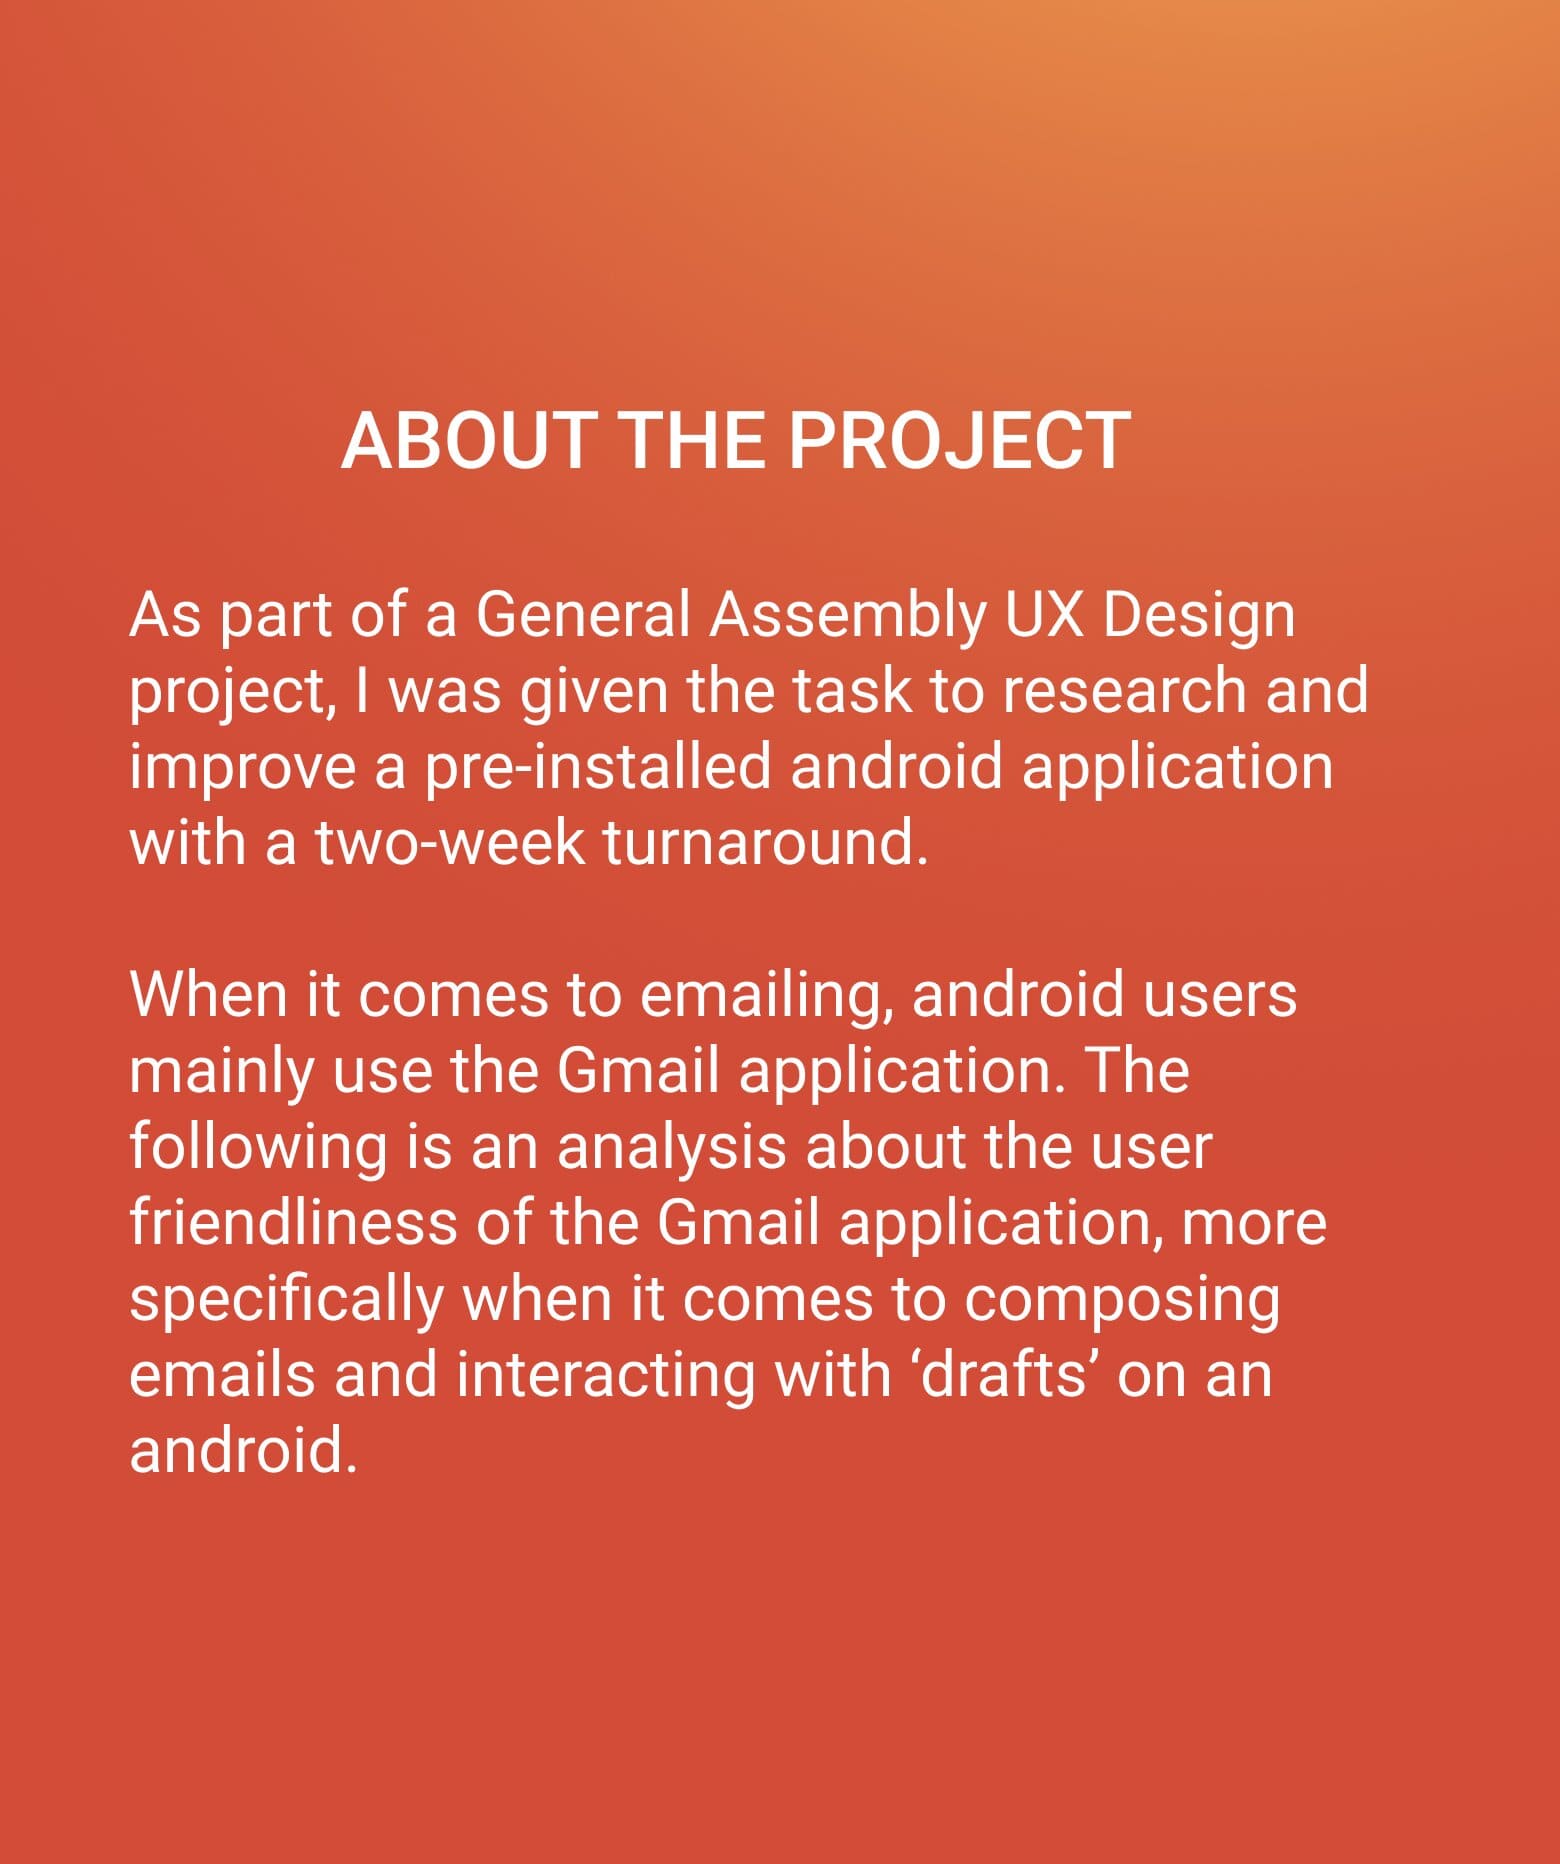 ABOUT THE PROJECT
As part of a General Assembly UX Design
project, I was given the task to research and
improve a pre-installed android application
with a two-week turnaround.
When it comes to emailing, android users
mainly use the Gmail application. The
following is an analysis about the user
friendliness of the Gmail application, more
specifically when it comes to composing
emails and interacting with ‘drafts’ on an
android.